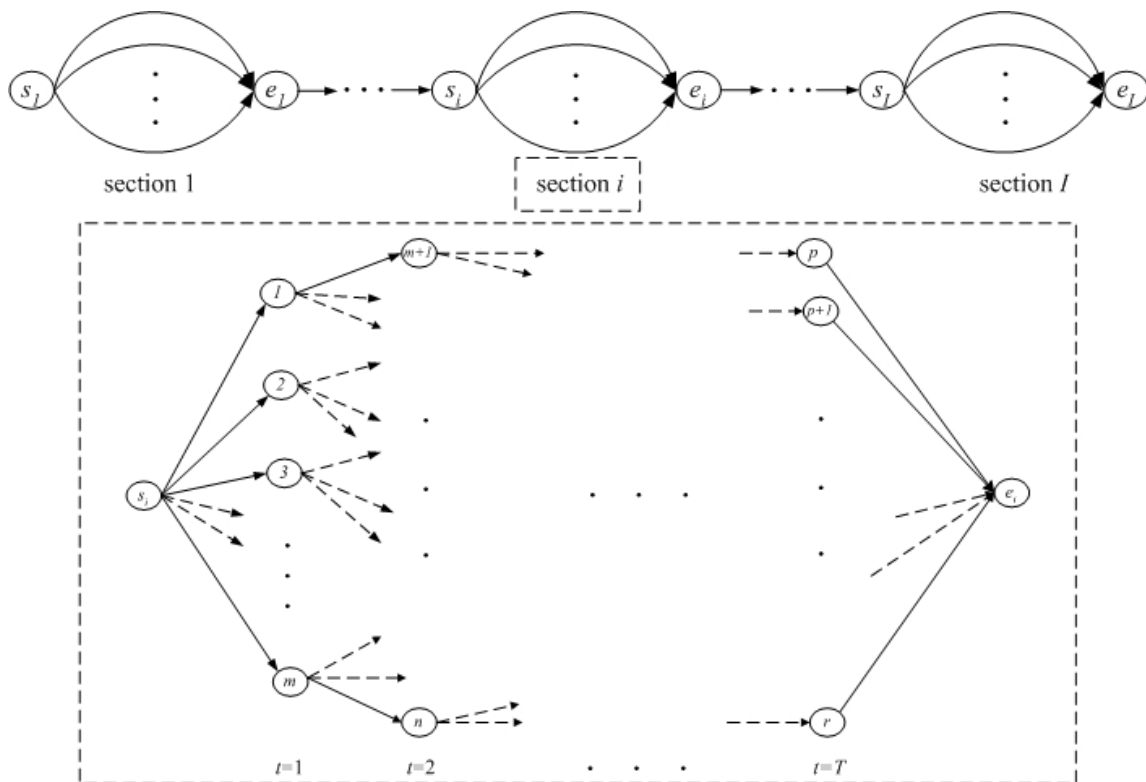 s1 e1 si ei sI eI
section 1 section i section I
m+1 p
1 p+1
2
3
si ei
m
n r
t=1 t=2 t=T